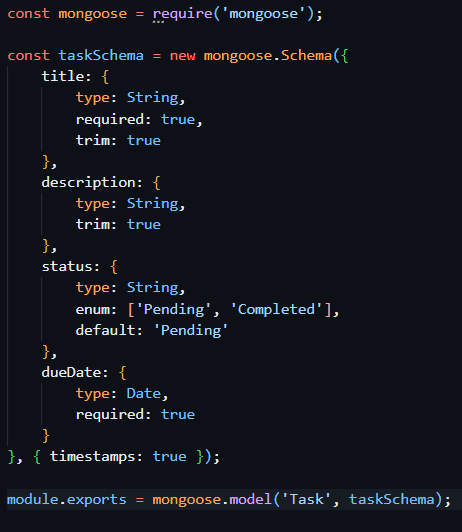 const mongoose = require('mongoose');

const taskSchema = new mongoose.Schema({
    title: {
        type: String,
        required: true,
        trim: true
    },
    description: {
        type: String,
        trim: true
    },
    status: {
        type: String,
        enum: ['Pending', 'Completed'],
        default: 'Pending'
    },
    dueDate: {
        type: Date,
        required: true
    }
}, { timestamps: true });

module.exports = mongoose.model('Task', taskSchema);